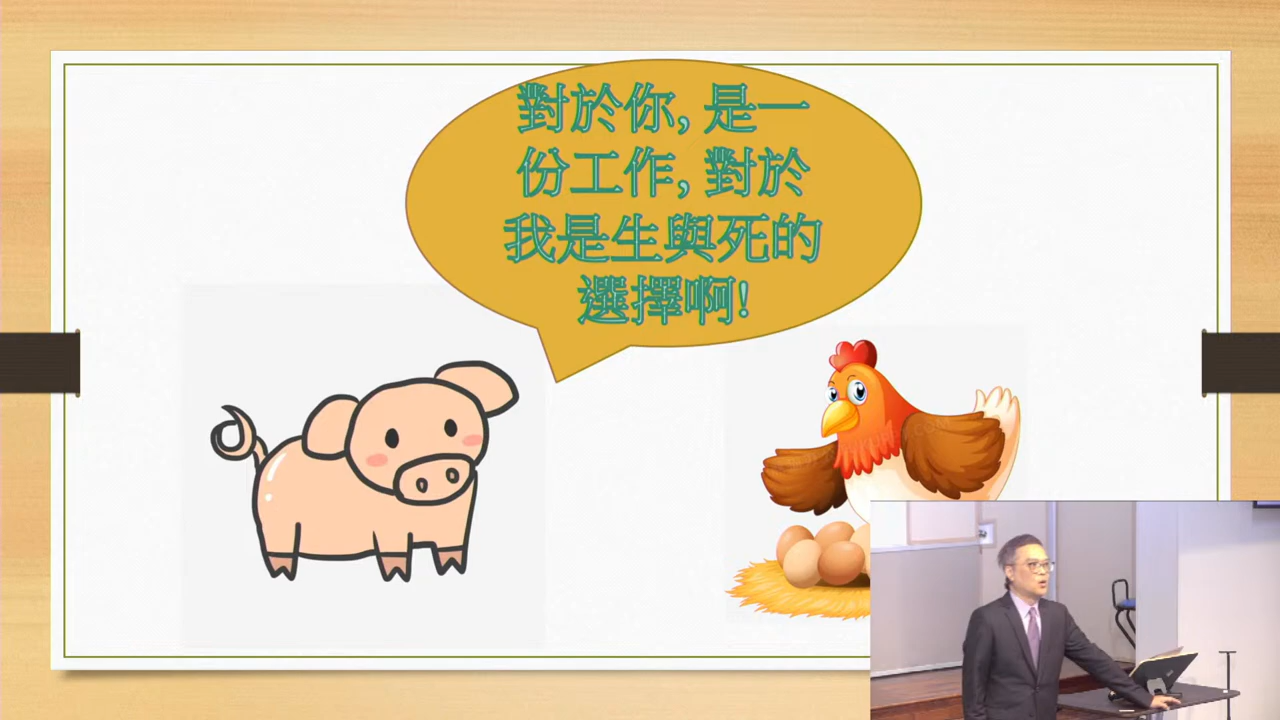 對於你, 是一
份工作, 對於
我是生與死的
選擇啊!